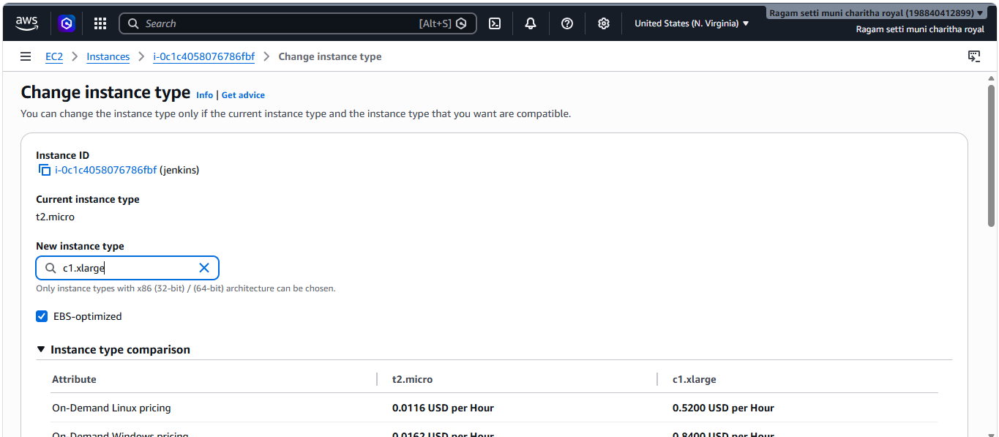 aws Search [Alt+S] United States (N. Virginia) ▼ Ragam setti muni charitha royal (198840412899) ▼
Ragam setti muni charitha royal
EC2 > Instances > i-0c1c4058076786fbf > Change instance type
Change instance type Info | Get advice
You can change the instance type only if the current instance type and the instance type that you want are compatible.
Instance ID
i-0c1c4058076786fbf (jenkins)
Current instance type
t2.micro
New instance type
c1.xlarge
Only instance types with x86 (32-bit) / (64-bit) architecture can be chosen.
EBS-optimized
▼ Instance type comparison
Attribute t2.micro c1.xlarge
On-Demand Linux pricing 0.0116 USD per Hour 0.5200 USD per Hour
On-Demand Windows pricing 0.0162 USD per Hour 0.8400 USD per Hour